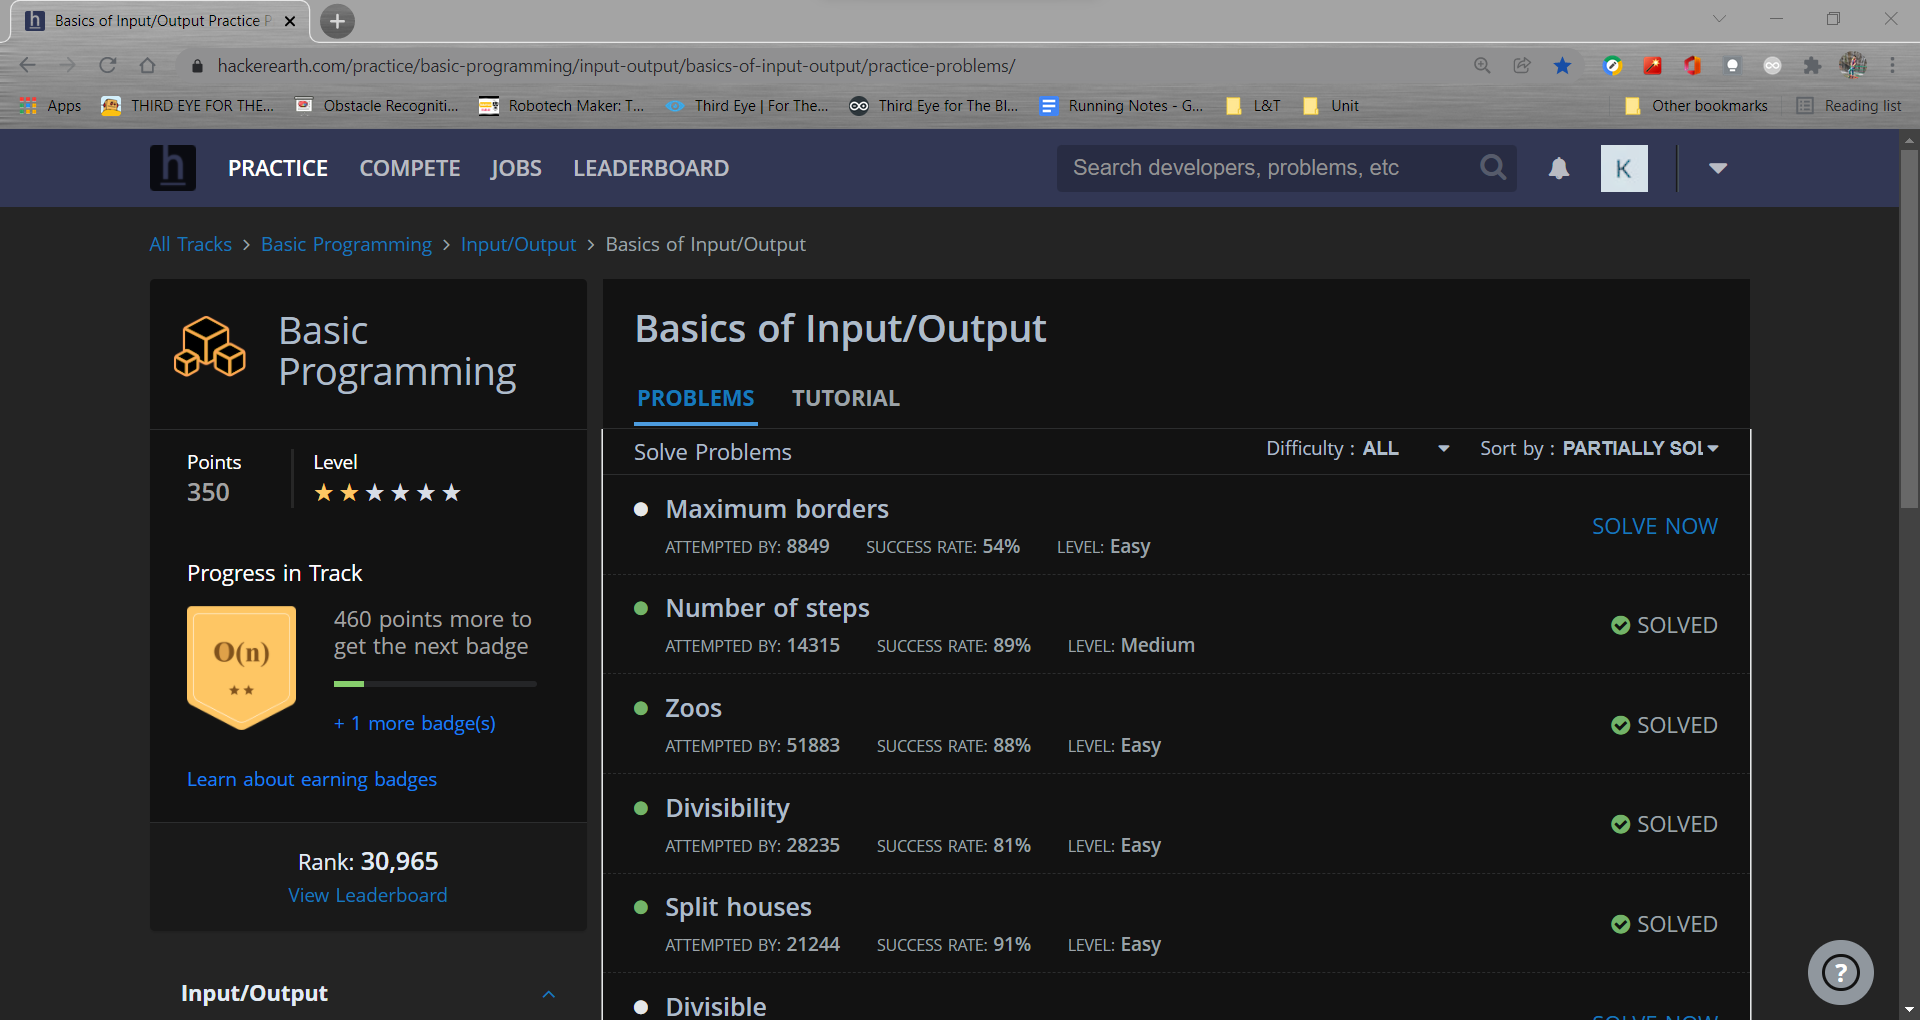 Basics of Input/Output Practice P
hackerearth.com/practice/basic-programming/input-output/basics-of-input-output/practice-problems/
Apps THIRD EYE FOR THE... Obstacle Recogniti... Robotech Maker: T... Third Eye | For The... Third Eye for The Bl... Running Notes - G... L&T Unit Other bookmarks Reading list
h PRACTICE COMPETE JOBS LEADERBOARD Search developers, problems, etc K
All Tracks > Basic Programming > Input/Output > Basics of Input/Output
Basic
Programming
Points Level
350
Progress in Track
O(n)
460 points more to
get the next badge
+ 1 more badge(s)
Learn about earning badges
Rank: 30,965
View Leaderboard
Input/Output
Basics of Input/Output
PROBLEMS TUTORIAL
Solve Problems Difficulty : ALL Sort by : PARTIALLY SOL
Maximum borders
ATTEMPTED BY: 8849 SUCCESS RATE: 54% LEVEL: Easy
SOLVE NOW
Number of steps
ATTEMPTED BY: 14315 SUCCESS RATE: 89% LEVEL: Medium
SOLVED
Zoos
ATTEMPTED BY: 51883 SUCCESS RATE: 88% LEVEL: Easy
SOLVED
Divisibility
ATTEMPTED BY: 28235 SUCCESS RATE: 81% LEVEL: Easy
SOLVED
Split houses
ATTEMPTED BY: 21244 SUCCESS RATE: 91% LEVEL: Easy
SOLVED
Divisible
SOLVE NOW
?